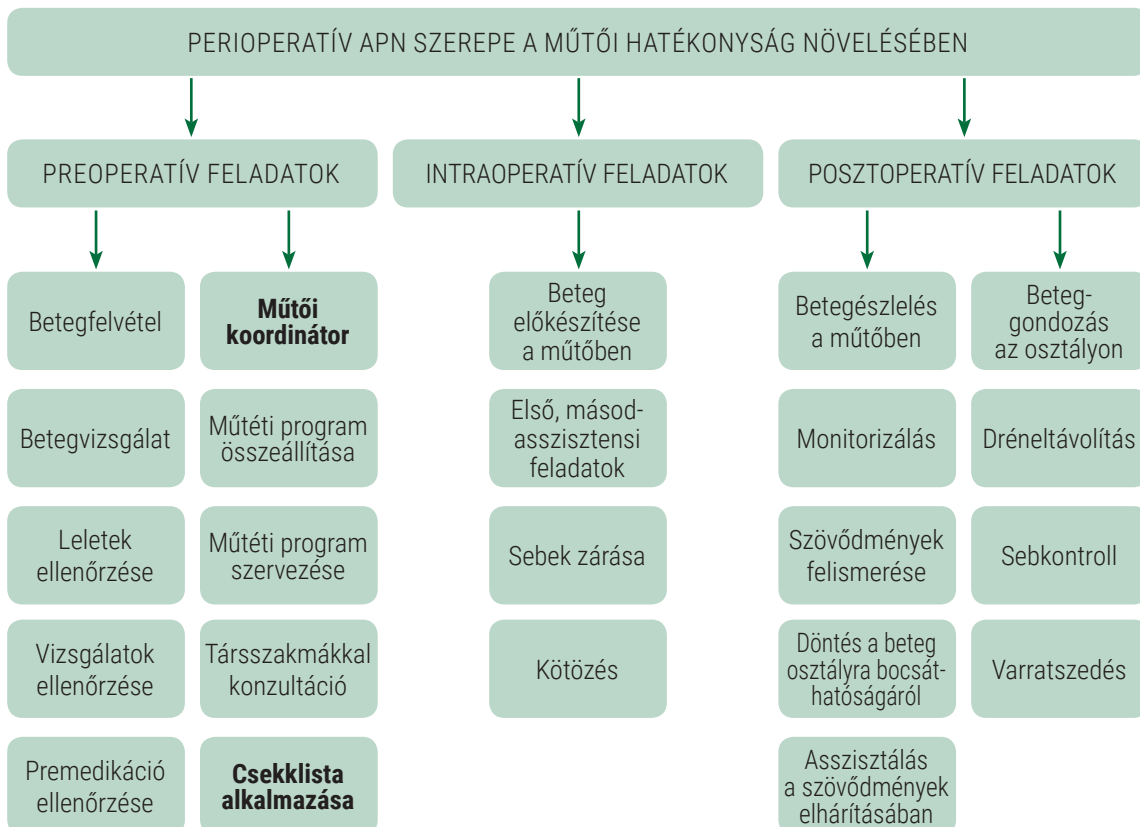 PERIOPERATÍV APN SZEREPE A MŰTŐI HATÉKONYSÁG NÖVELÉSÉBEN
PREOPERATÍV FELADATOK
Betegfelvétel
Betegvizsgálat
Leletek
ellenőrzése
Vizsgálatok
ellenőrzése
Premedikáció
ellenőrzése
Műtői
koordinátor
Műtéti program
összeállítása
Műtéti program
szervezése
Társszakmákkal
konzultáció
Csekklista
alkalmazása
INTRAOPERATÍV FELADATOK
Beteg
előkészítése
a műtőben
Első, másod-
asszisztensi
feladatok
Sebek zárása
Kötözés
POSZTOPERATÍV FELADATOK
Betegészlelés
a műtőben
Monitorizálás
Szövődmények
felismerése
Döntés a beteg
osztályra bocsát-
hatóságáról
Asszisztálás
a szövődmények
elhárításában
Beteg-
gondozás
az osztályon
Dréneltávolítás
Sebkontroll
Varratszedés